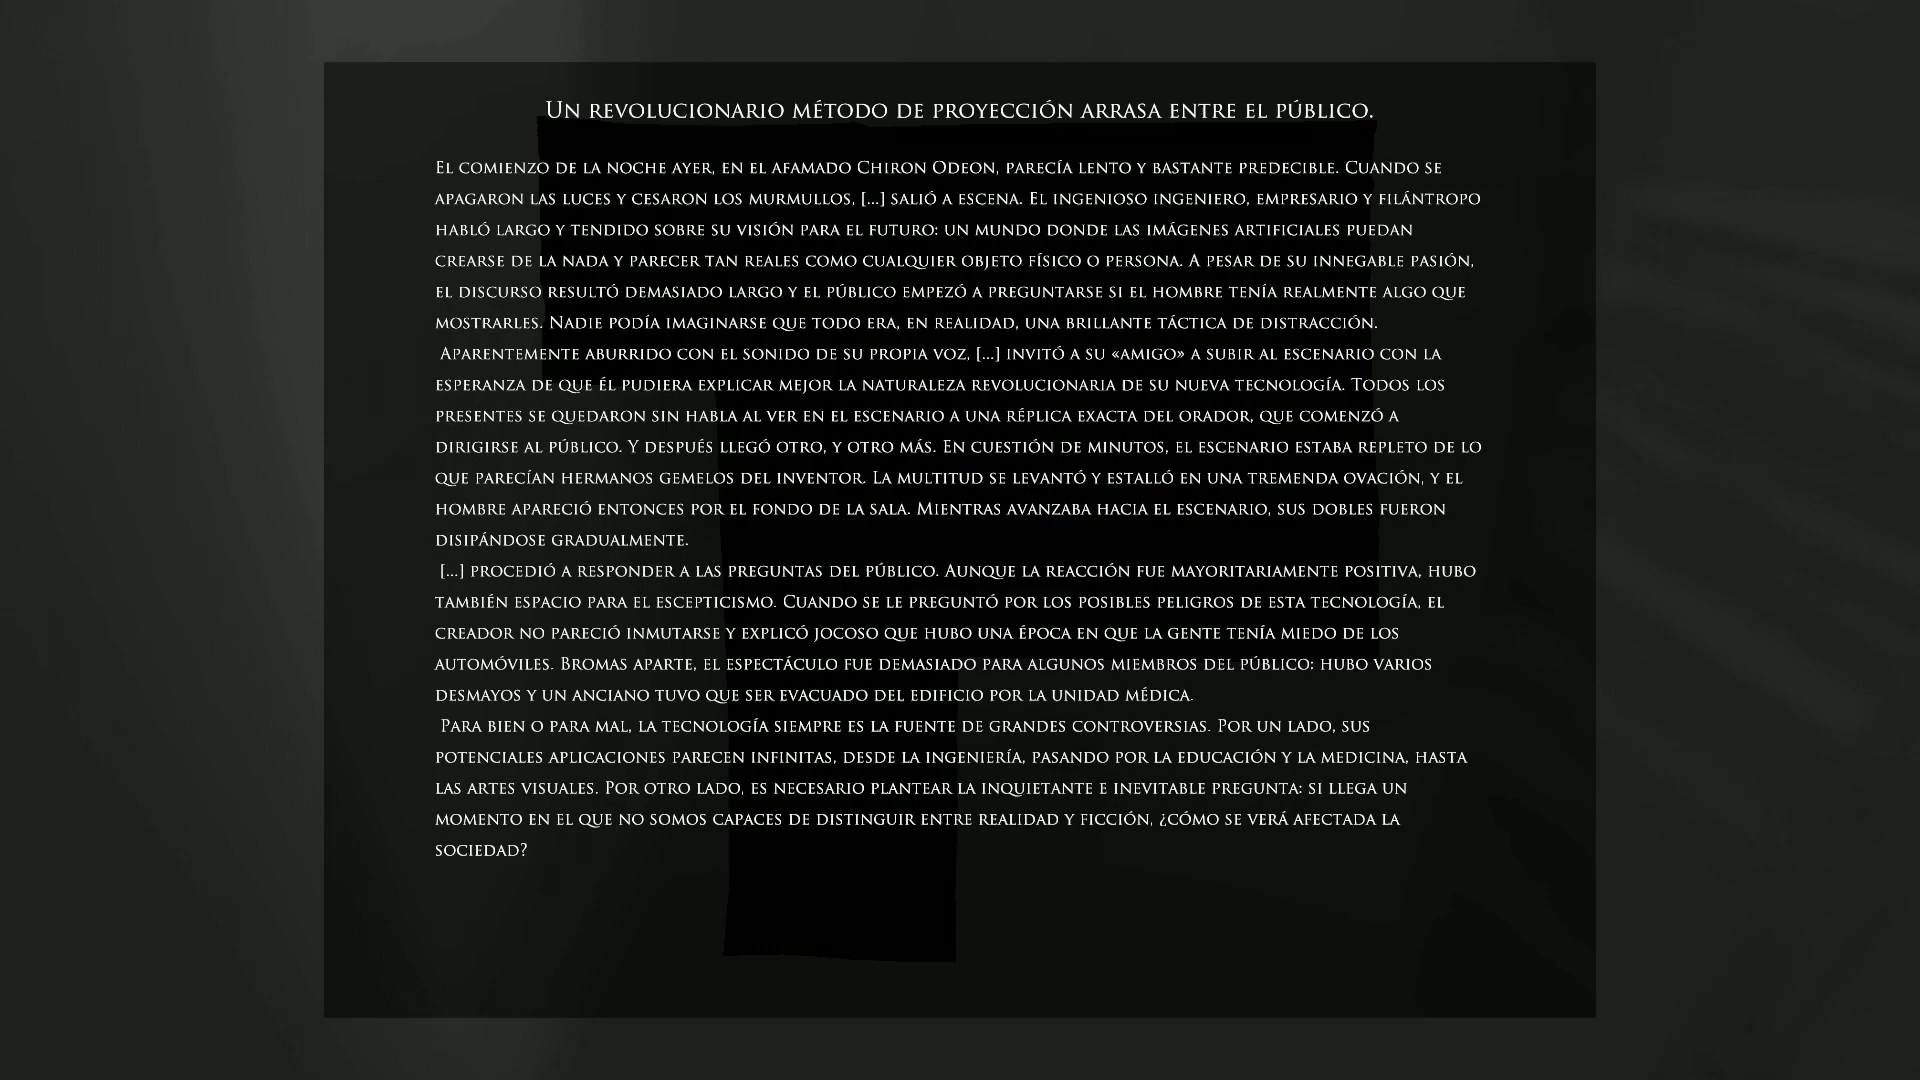 Un revolucionario método de proyección arrasa entre el público.
El comienzo de la noche ayer, en el afamado Chiron Odeon, parecía lento y bastante predecible. Cuando se
apagaron las luces y cesaron los murmullos, [...] salió a escena. El ingenioso ingeniero, empresario y filántropo
habló largo y tendido sobre su visión para el futuro: un mundo donde las imágenes artificiales puedan
crearse de la nada y parecer tan reales como cualquier objeto físico o persona. A pesar de su innegable pasión,
el discurso resultó demasiado largo y el público empezó a preguntarse si el hombre tenía realmente algo que
mostrarles. Nadie podía imaginarse que todo era, en realidad, una brillante táctica de distracción.
Aparentemente aburrido con el sonido de su propia voz, [...] invitó a su «amigo» a subir al escenario con la
esperanza de que él pudiera explicar mejor la naturaleza revolucionaria de su nueva tecnología. Todos los
presentes se quedaron sin habla al ver en el escenario a una réplica exacta del orador, que comenzó a
dirigirse al público. Y después llegó otro, y otro más. En cuestión de minutos, el escenario estaba repleto de lo
que parecían hermanos gemelos del inventor. La multitud se levantó y estalló en una tremenda ovación, y el
hombre apareció entonces por el fondo de la sala. Mientras avanzaba hacia el escenario, sus dobles fueron
disipándose gradualmente.
[...] procedió a responder a las preguntas del público. Aunque la reacción fue mayoritariamente positiva, hubo
también espacio para el escepticismo. Cuando se le preguntó por los posibles peligros de esta tecnología, el
creador no pareció inmutarse y explicó jocoso que hubo una época en que la gente tenía miedo de los
automóviles. Bromas aparte, el espectáculo fue demasiado para algunos miembros del público: hubo varios
desmayos y un anciano tuvo que ser evacuado del edificio por la unidad médica.
Para bien o para mal, la tecnología siempre es la fuente de grandes controversias. Por un lado, sus
potenciales aplicaciones parecen infinitas, desde la ingeniería, pasando por la educación y la medicina, hasta
las artes visuales. Por otro lado, es necesario plantear la inquietante e inevitable pregunta: si llega un
momento en el que no somos capaces de distinguir entre realidad y ficción, ¿cómo se verá afectada la
sociedad?